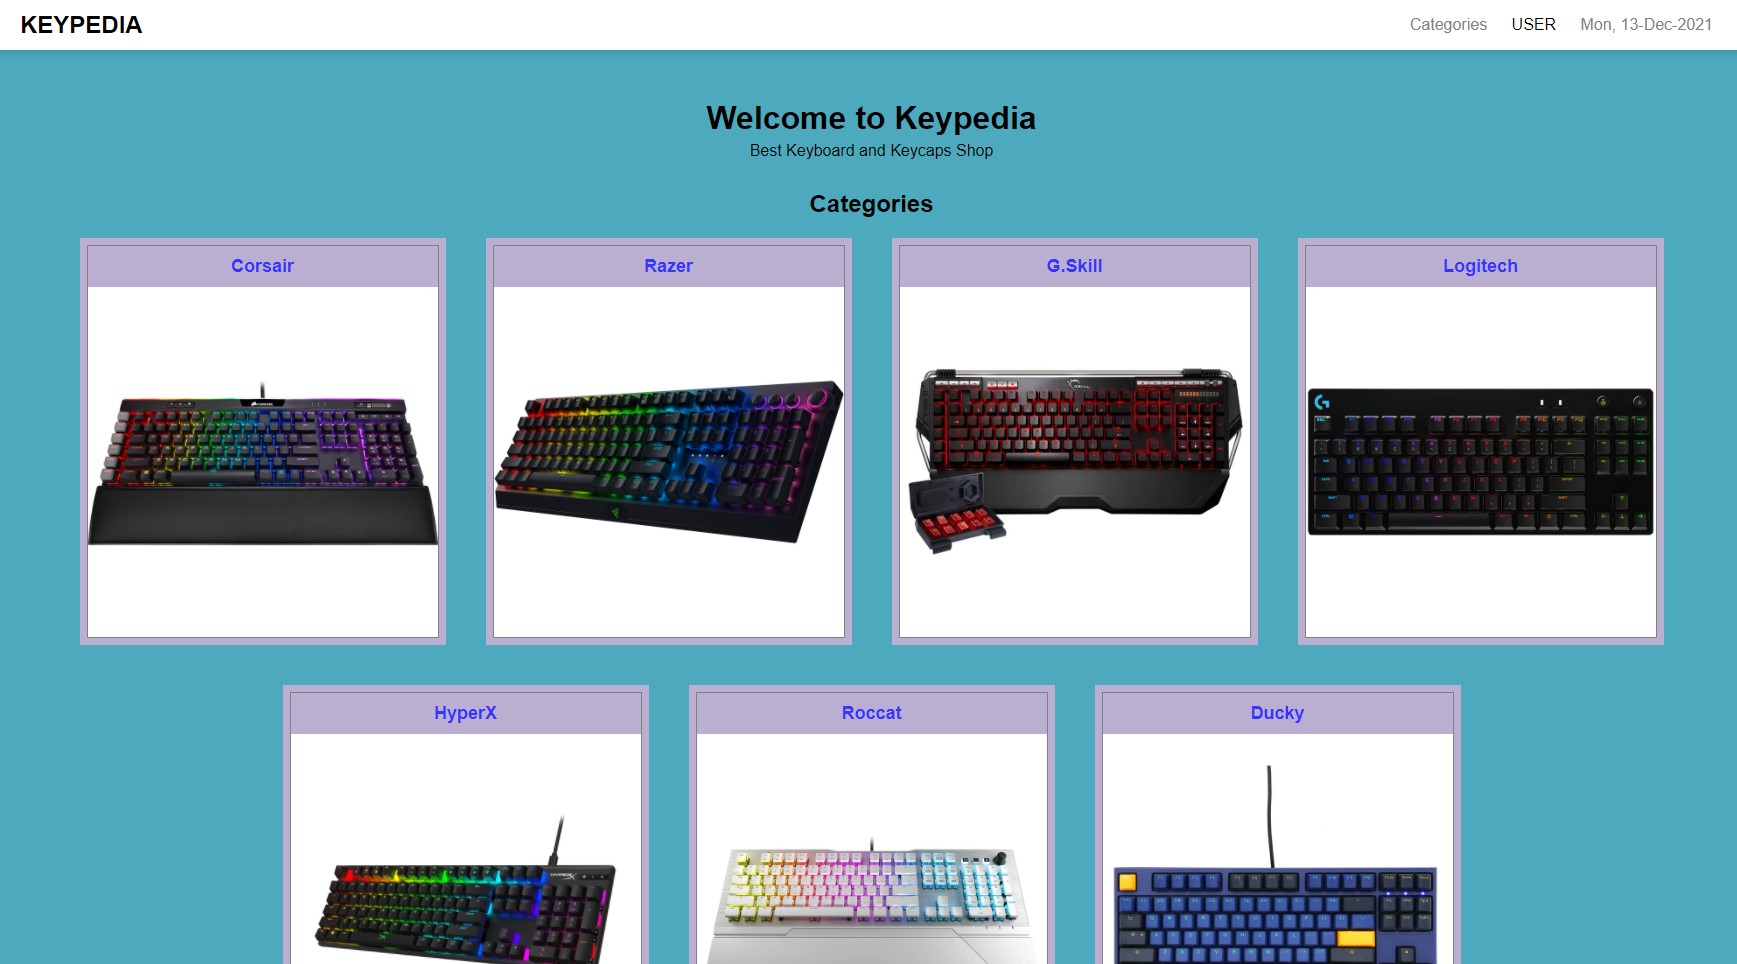 KEYPEDIA
Categories USER Mon, 13-Dec-2021
Welcome to Keypedia
Best Keyboard and Keycaps Shop
Categories
Corsair
Razer
G.Skill
Logitech
HyperX
Roccat
Ducky